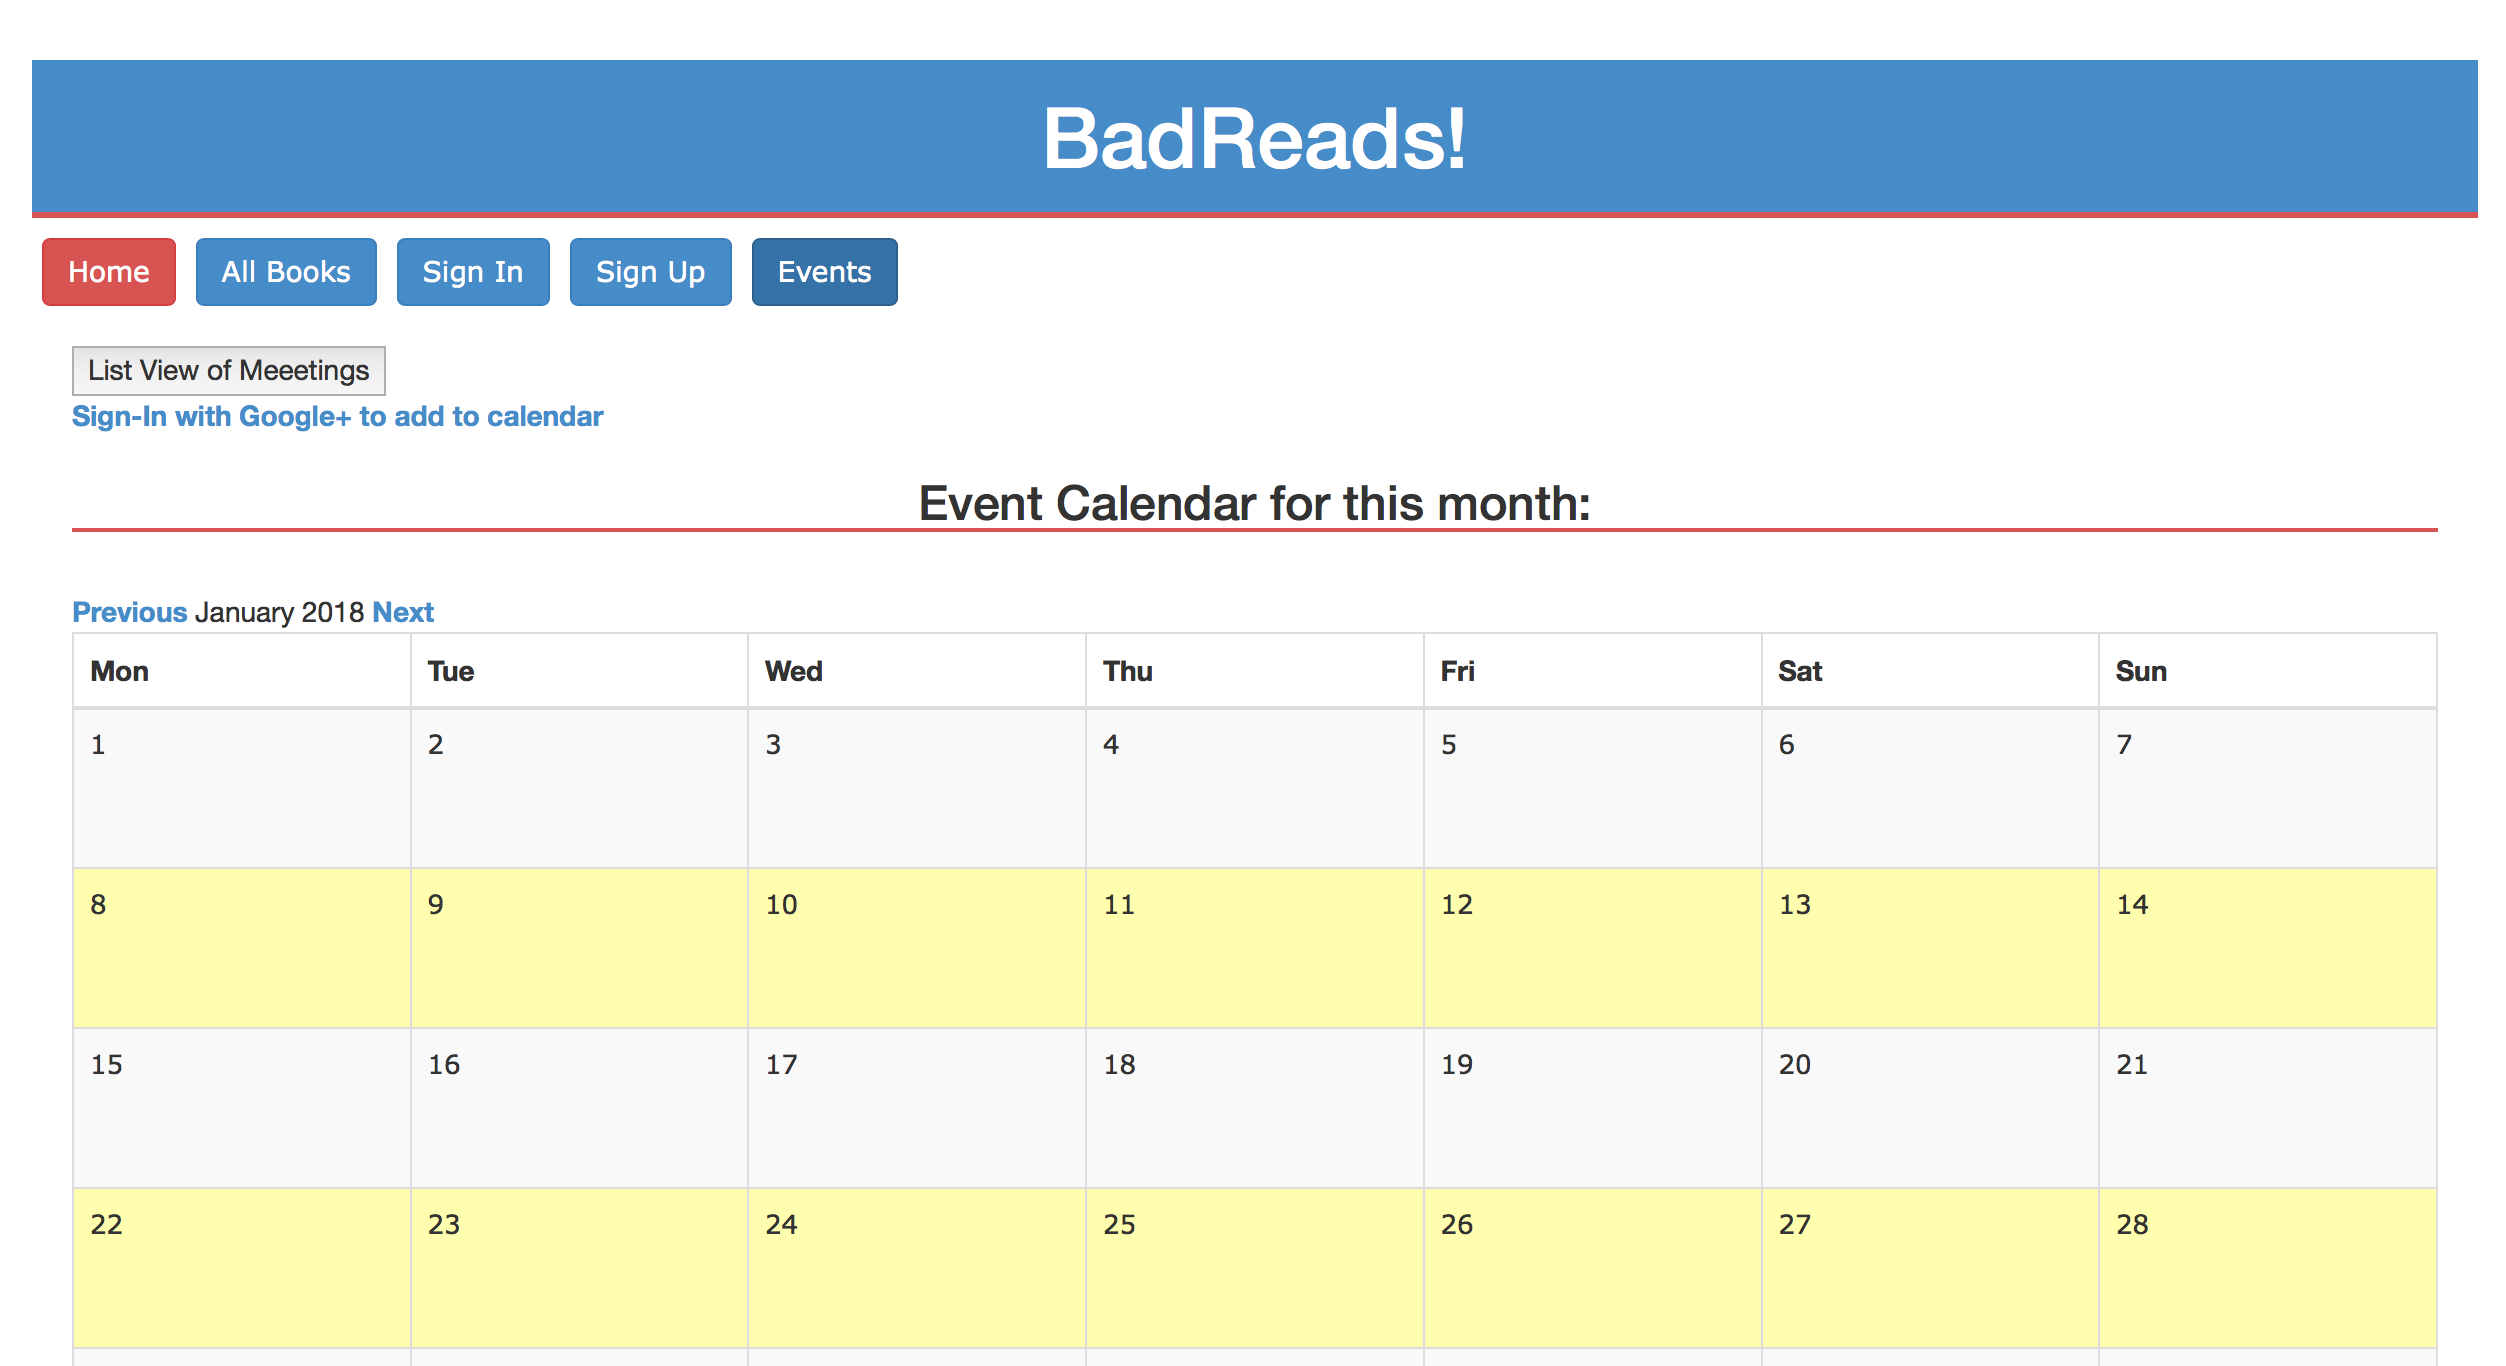 BadReads!
Home All Books Sign In Sign Up Events
List View of Meeetings
Sign-In with Google+ to add to calendar
Event Calendar for this month:
Previous January 2018 Next
Mon Tue Wed Thu Fri Sat Sun
1 2 3 4 5 6 7
8 9 10 11 12 13 14
15 16 17 18 19 20 21
22 23 24 25 26 27 28